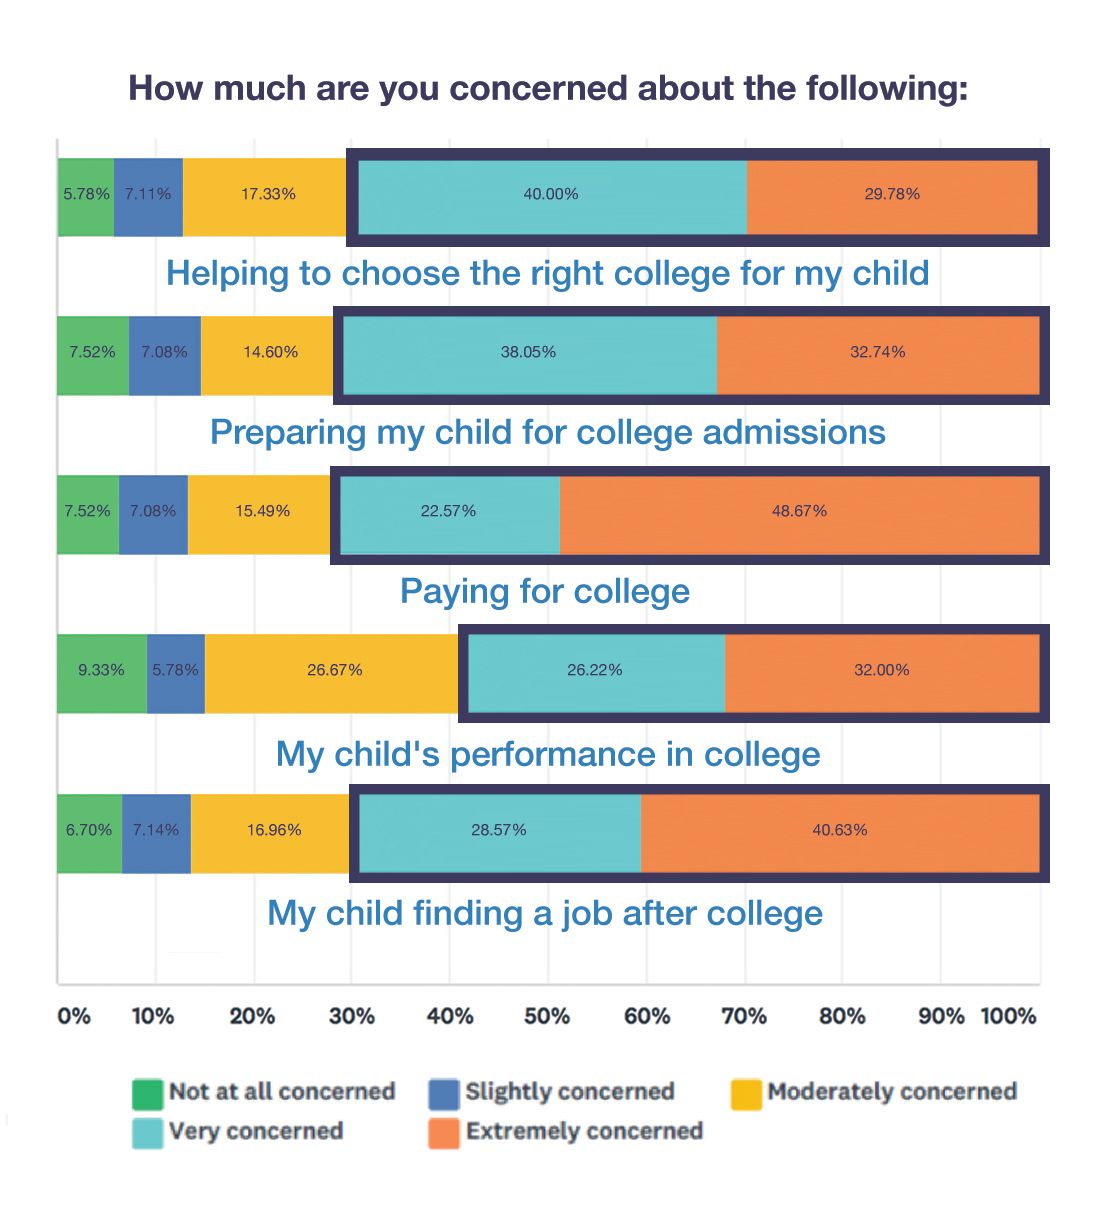 How much are you concerned about the following:
5.78% 7.11% 17.33% 40.00% 29.78%
Helping to choose the right college for my child
7.52% 7.08% 14.60% 38.05% 32.74%
Preparing my child for college admissions
7.52% 7.08% 15.49% 22.57% 48.67%
Paying for college
9.33% 5.78% 26.67% 26.22% 32.00%
My child's performance in college
6.70% 7.14% 16.96% 28.57% 40.63%
My child finding a job after college
0% 10% 20% 30% 40% 50% 60% 70% 80% 90% 100%
Not at all concerned Slightly concerned Moderately concerned
Very concerned Extremely concerned